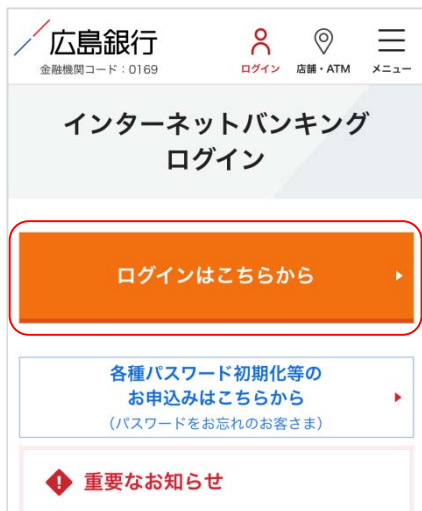 広島銀行
金融機関コード：0169
ログイン
店舗・ATM
メニュー
インターネットバンキング
ログイン
ログインはこちらから
各種パスワード初期化等の
お申込みはこちらから
(パスワードをお忘れのお客さま)
重要なお知らせ